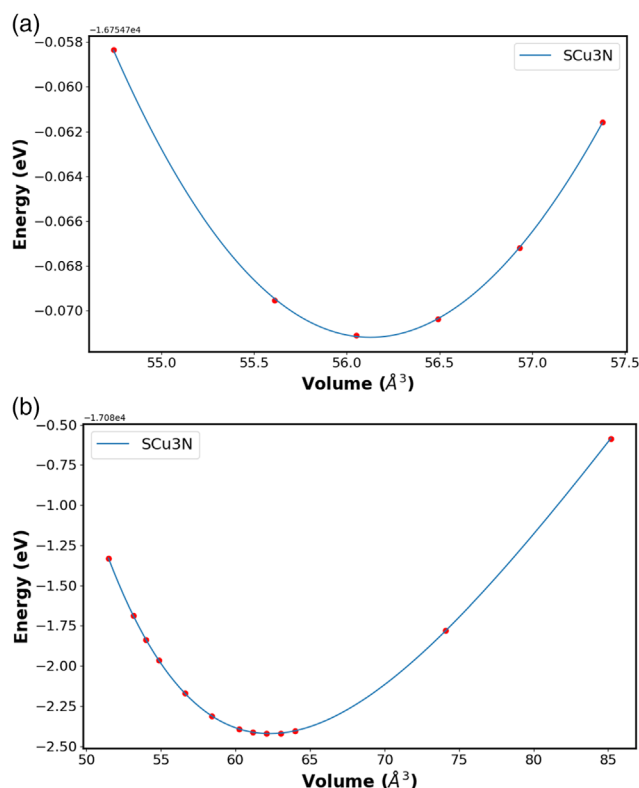 (a)
−1.67547e4
−0.058
−0.060
−0.062
−0.064
−0.066
−0.068
−0.070
Energy (eV)
SCu3N
55.0 55.5 56.0 56.5 57.0 57.5
Volume (Å³)
(b)
−1.708e4
−0.50
−0.75
−1.00
−1.25
−1.50
−1.75
−2.00
−2.25
−2.50
Energy (eV)
SCu3N
50 55 60 65 70 75 80 85
Volume (Å³)